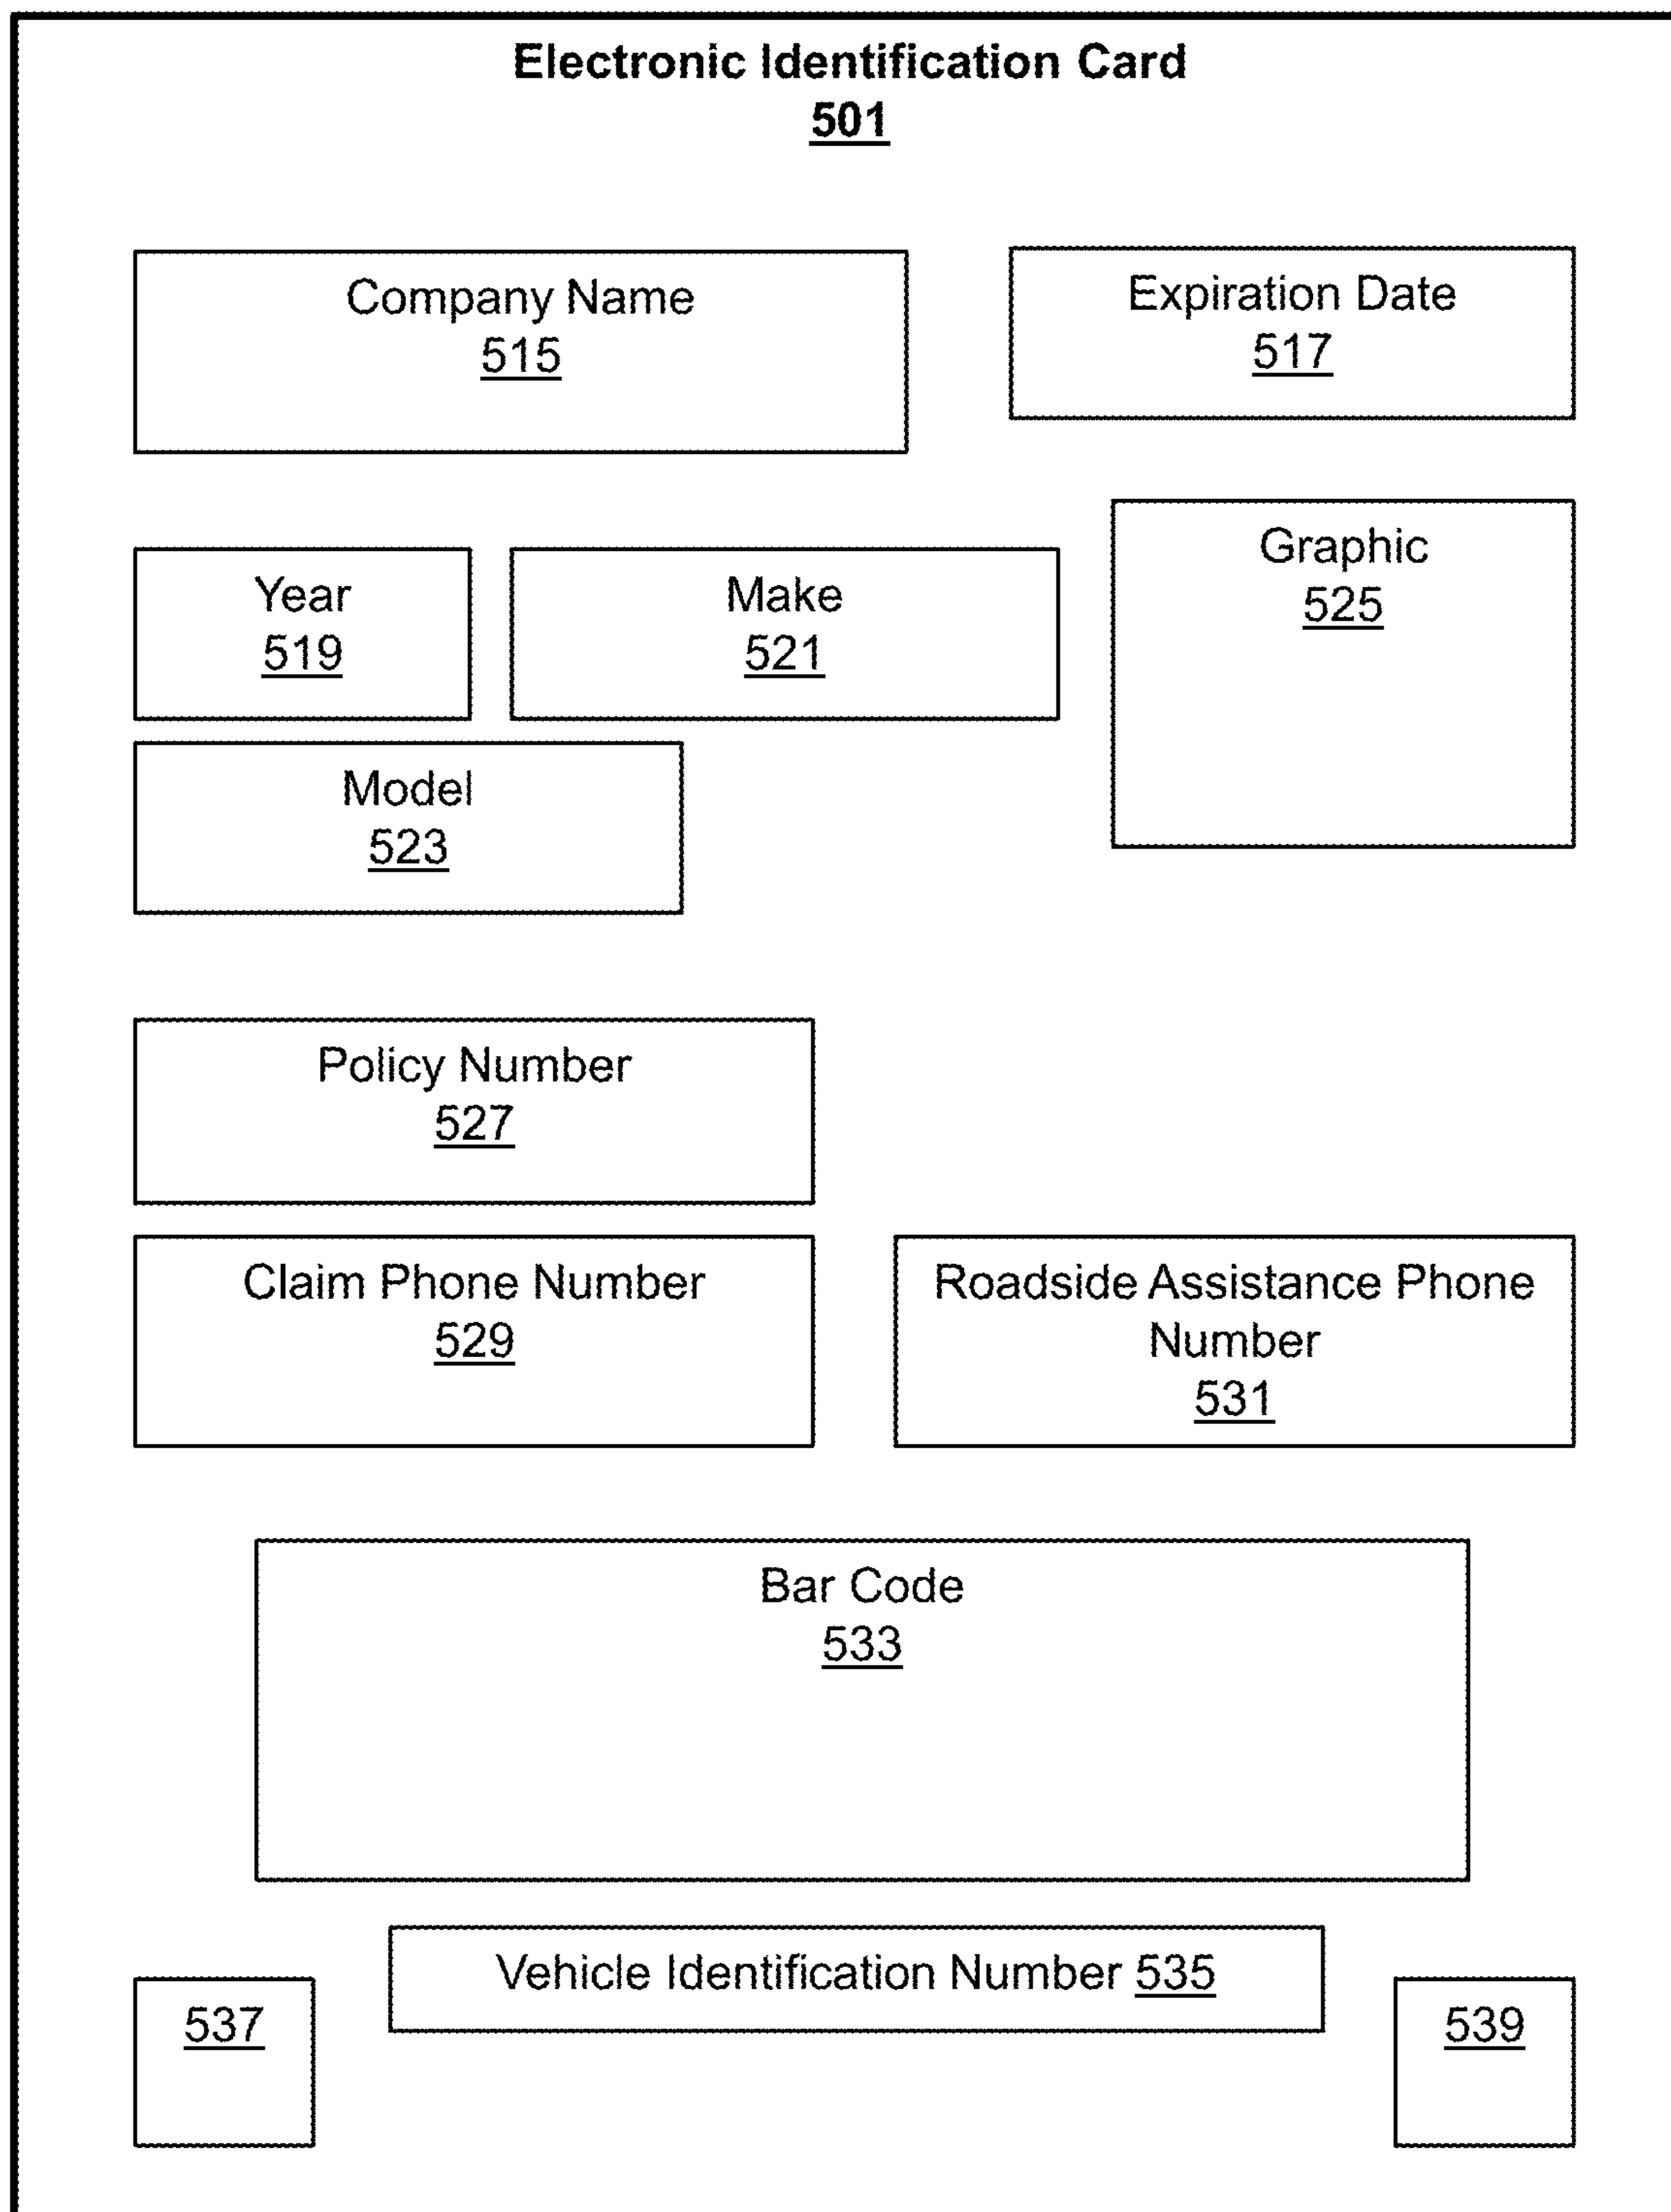 Electronic Identification Card
501
Company Name
515
Expiration Date
517
Year
519
Make
521
Graphic
525
Model
523
Policy Number
527
Claim Phone Number
529
Roadside Assistance Phone
Number
531
Bar Code
533
Vehicle Identification Number 535
537
539